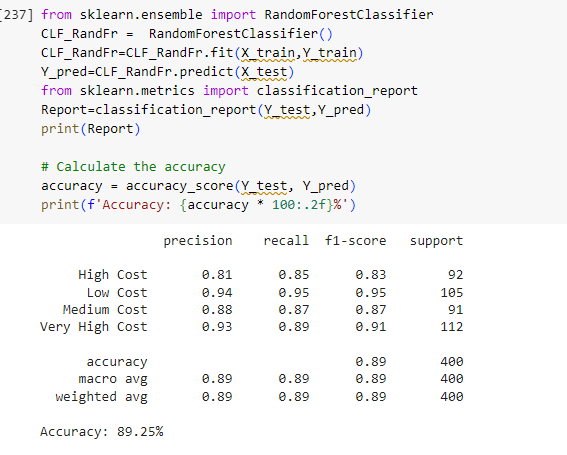 [237] from sklearn.ensemble import RandomForestClassifier
CLF_RandFr =  RandomForestClassifier()
CLF_RandFr=CLF_RandFr.fit(X_train,Y_train)
Y_pred=CLF_RandFr.predict(X_test)
from sklearn.metrics import classification_report
Report=classification_report(Y_test,Y_pred)
print(Report)

# Calculate the accuracy
accuracy = accuracy_score(Y_test, Y_pred)
print(f'Accuracy: {accuracy * 100:.2f}%')
precision recall f1-score support
High Cost 0.81 0.85 0.83 92
Low Cost 0.94 0.95 0.95 105
Medium Cost 0.88 0.87 0.87 91
Very High Cost 0.93 0.89 0.91 112
accuracy 0.89 400
macro avg 0.89 0.89 0.89 400
weighted avg 0.89 0.89 0.89 400
Accuracy: 89.25%